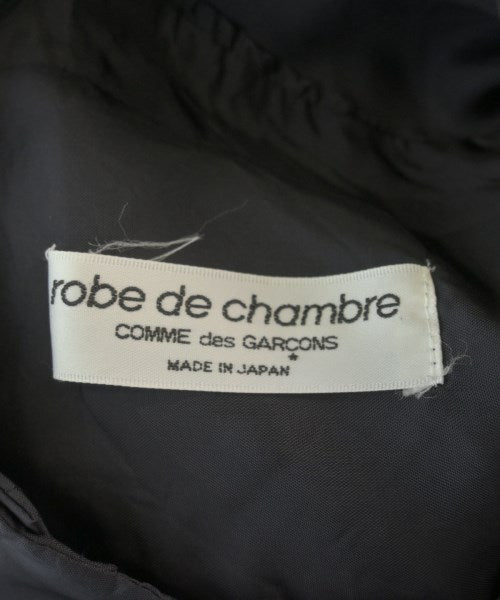 robe de chambre
COMME des GARÇONS
MADE IN JAPAN